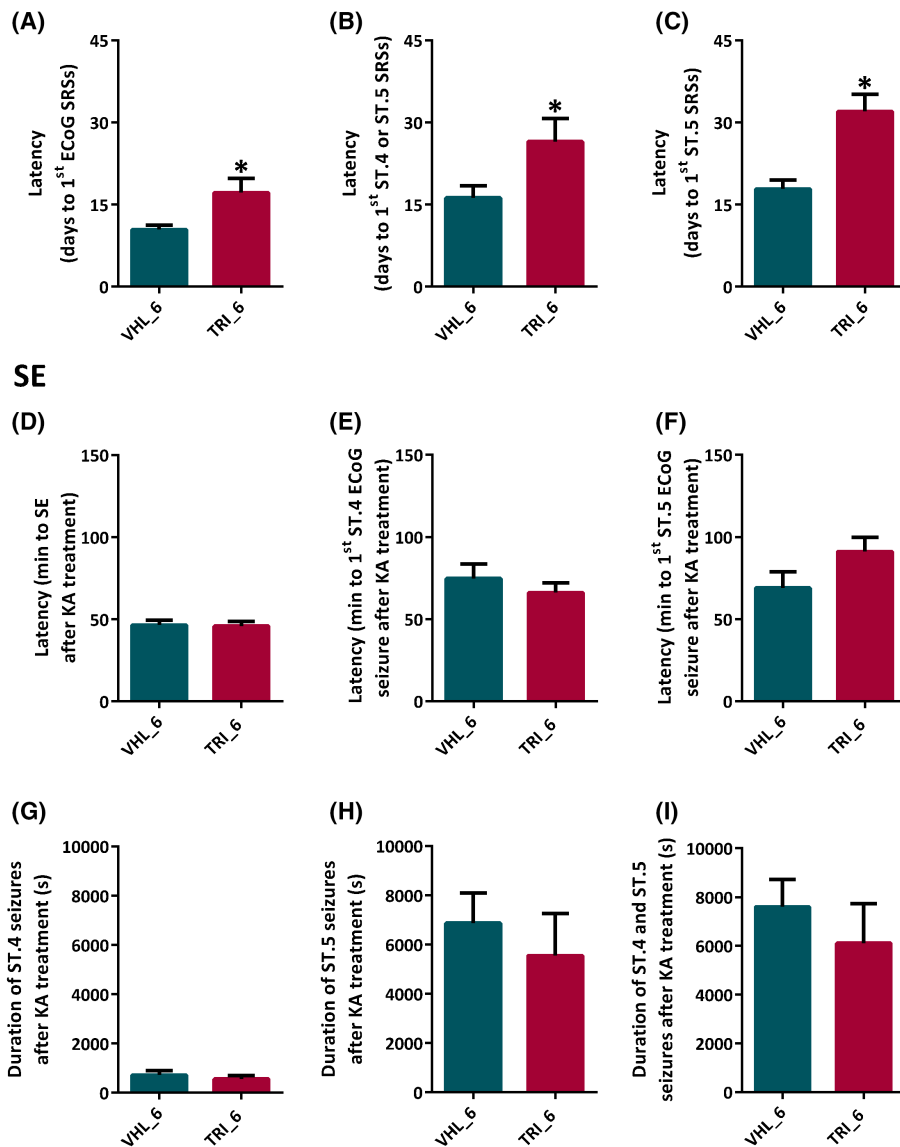 (A)
Latency
(days to 1st ECoG SRSs)
45
30
15
0
*
VHL_6
TRI_6
(B)
Latency
(days to 1st ST.4 or ST.5 SRSs)
45
30
15
0
*
VHL_6
TRI_6
(C)
Latency
(days to 1st ST.5 SRSs)
45
30
15
0
*
VHL_6
TRI_6
SE
(D)
Latency (min to SE
after KA treatment)
150
100
50
0
VHL_6
TRI_6
(E)
Latency (min to 1st ST.4 ECoG
seizure after KA treatment)
150
100
50
0
VHL_6
TRI_6
(F)
Latency (min to 1st ST.5 ECoG
seizure after KA treatment)
150
100
50
0
VHL_6
TRI_6
(G)
Duration of ST.4 seizures
after KA treatment (s)
10000
8000
6000
4000
2000
0
VHL_6
TRI_6
(H)
Duration of ST.5 seizures
after KA treatment (s)
10000
8000
6000
4000
2000
0
VHL_6
TRI_6
(I)
Duration of ST.4 and ST.5
seizures after KA treatment (s)
10000
8000
6000
4000
2000
0
VHL_6
TRI_6